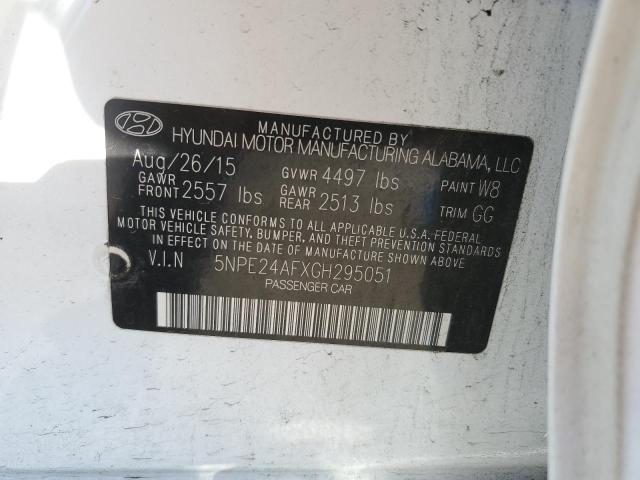 MANUFACTURED BY
HYUNDAI MOTOR MANUFACTURING ALABAMA, LLC
Aug/26/15 GVWR 4497 lbs PAINT W8
GAWR FRONT 2557 lbs GAWR REAR 2513 lbs TRIM GG
THIS VEHICLE CONFORMS TO ALL APPLICABLE U.S.A. FEDERAL
MOTOR VEHICLE SAFETY, BUMPER, AND THEFT PREVENTION STANDARDS
IN EFFECT ON THE DATE OF MANUFACTURE SHOWN ABOVE.
V.I.N 5NPE24AFXGH295051
PASSENGER CAR